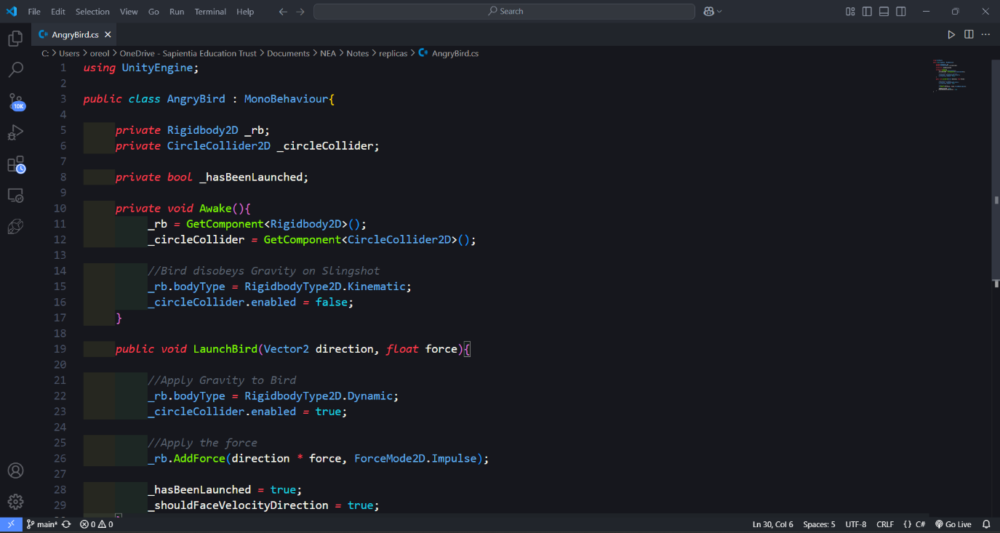 File Edit Selection View Go Run Terminal Help
Search
AngryBird.cs
C: > Users > oreol > OneDrive - Sapientia Education Trust > Documents > NEA > Notes > replicas > AngryBird.cs
10K
1 using UnityEngine;
2
3 public class AngryBird : MonoBehaviour{
4
5 private Rigidbody2D _rb;
6 private CircleCollider2D _circleCollider;
7
8 private bool _hasBeenLaunched;
9
10 private void Awake(){
11 _rb = GetComponent<Rigidbody2D>();
12 _circleCollider = GetComponent<CircleCollider2D>();
13
14 //Bird disobeys Gravity on Slingshot
15 _rb.bodyType = RigidbodyType2D.Kinematic;
16 _circleCollider.enabled = false;
17 }
18
19 public void LaunchBird(Vector2 direction, float force){
20
21 //Apply Gravity to Bird
22 _rb.bodyType = RigidbodyType2D.Dynamic;
23 _circleCollider.enabled = true;
24
25 //Apply the force
26 _rb.AddForce(direction * force, ForceMode2D.Impulse);
27
28 _hasBeenLaunched = true;
29 _shouldFaceVelocityDirection = true;
main* 0 0 Ln 30, Col 6 Spaces: 5 UTF-8 CRLF {} C# Go Live